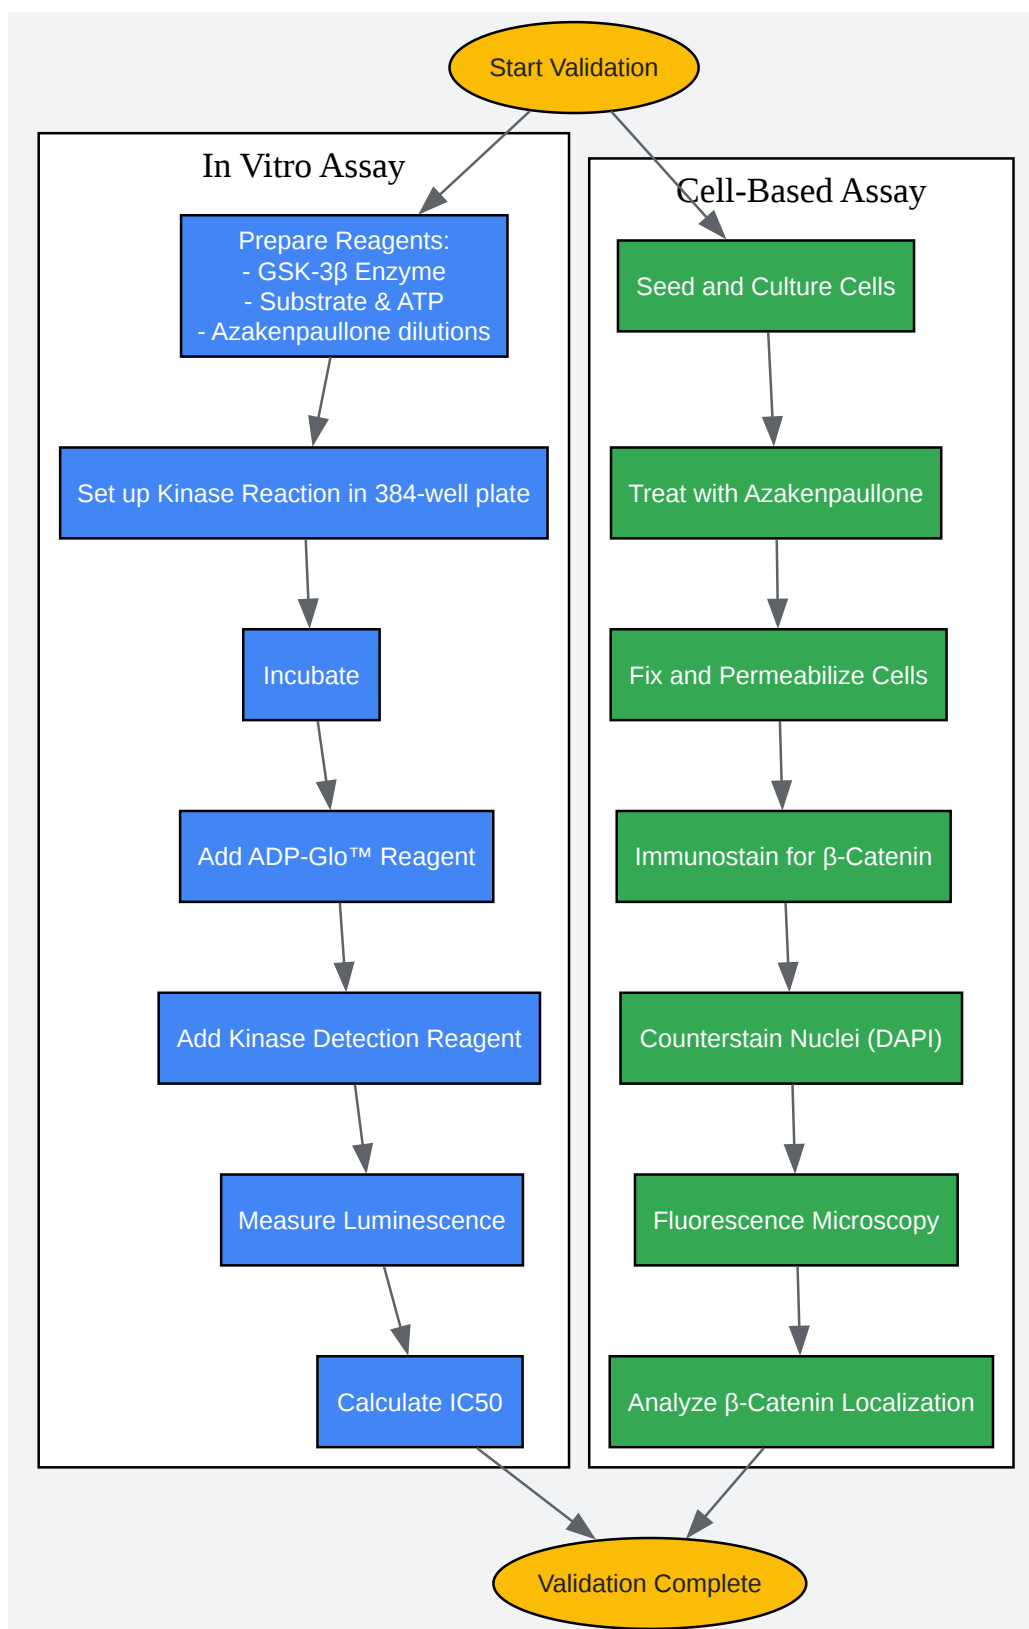 Start Validation
In Vitro Assay
Prepare Reagents:
- GSK-3β Enzyme
- Substrate & ATP
- Azakenpaullone dilutions
Set up Kinase Reaction in 384-well plate
Incubate
Add ADP-Glo™ Reagent
Add Kinase Detection Reagent
Measure Luminescence
Calculate IC50
Cell-Based Assay
Seed and Culture Cells
Treat with Azakenpaullone
Fix and Permeabilize Cells
Immunostain for β-Catenin
Counterstain Nuclei (DAPI)
Fluorescence Microscopy
Analyze β-Catenin Localization
Validation Complete